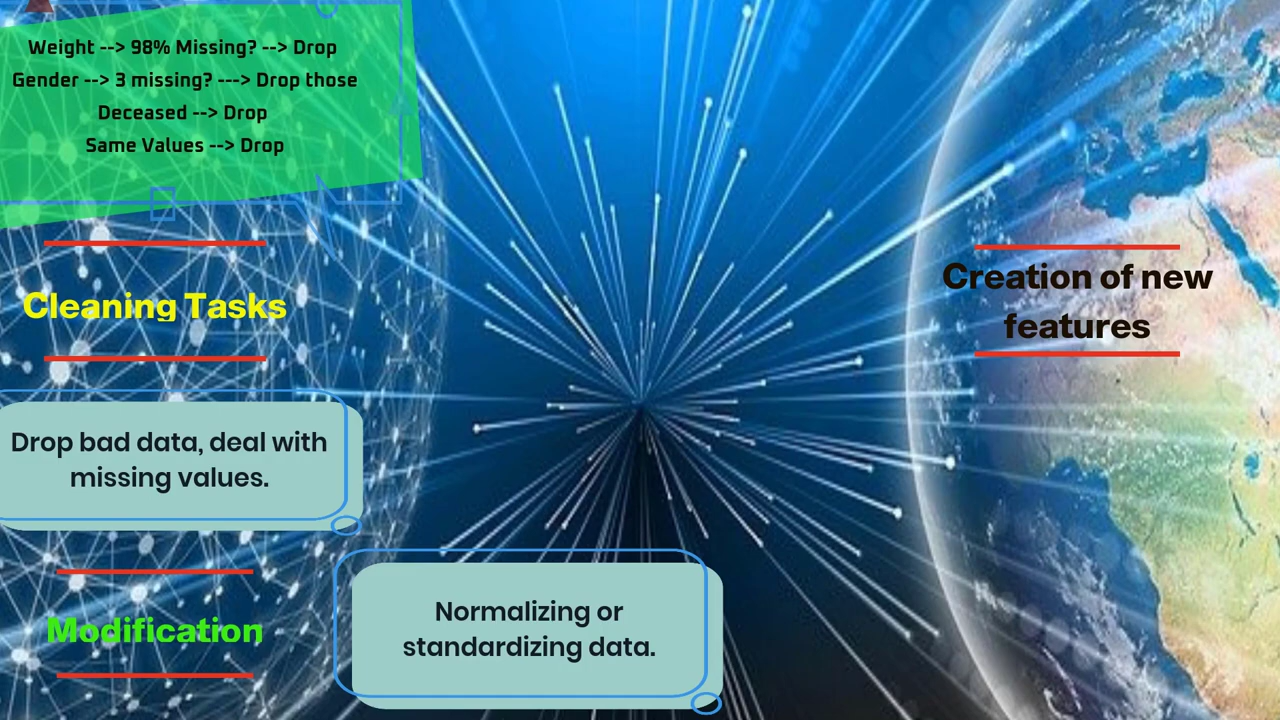 Weight --> 98% Missing? --> Drop
Gender --> 3 missing? ---> Drop those
Deceased --> Drop
Same Values --> Drop
Cleaning Tasks
Drop bad data, deal with
missing values.
Modification
Normalizing or
standardizing data.
Creation of new
features